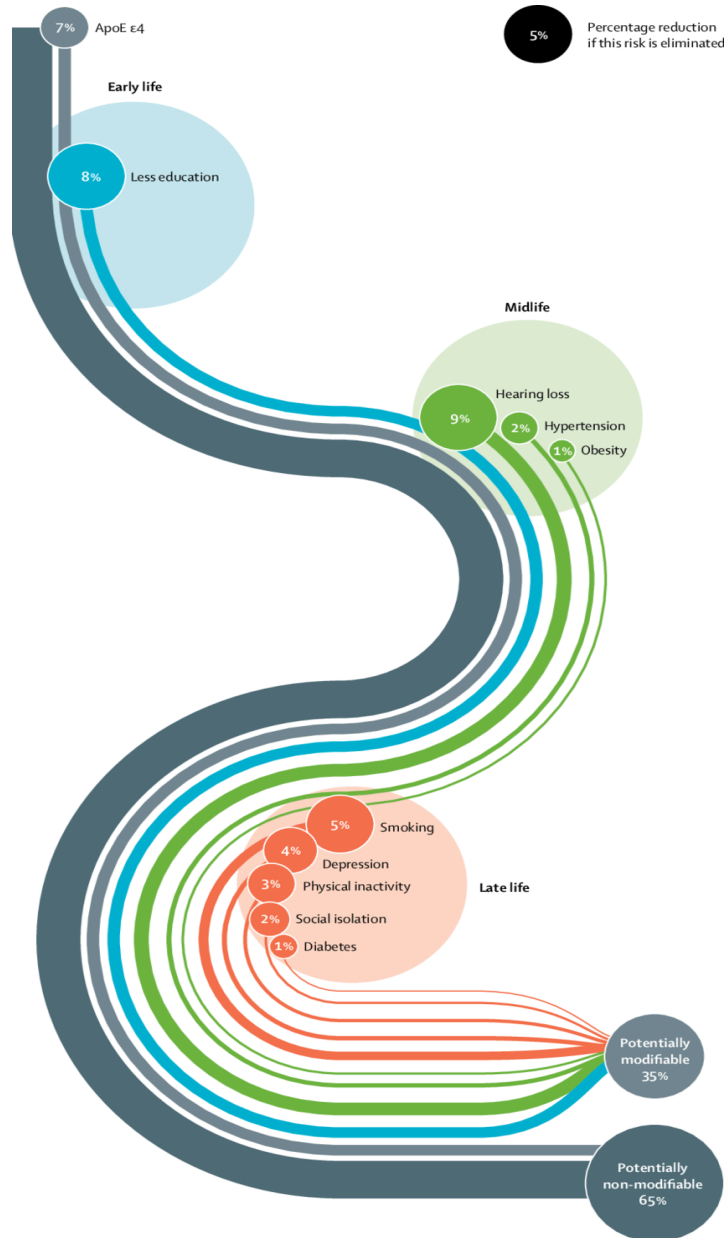 7%
ApoE ε4
5%
Percentage reduction
if this risk is eliminated
Early life
8%
Less education
Midlife
Hearing loss
9%
2%
Hypertension
1%
Obesity
5%
Smoking
4%
Depression
3%
Physical inactivity
Late life
2%
Social isolation
1%
Diabetes
Potentially
modifiable
35%
Potentially
non-modifiable
65%